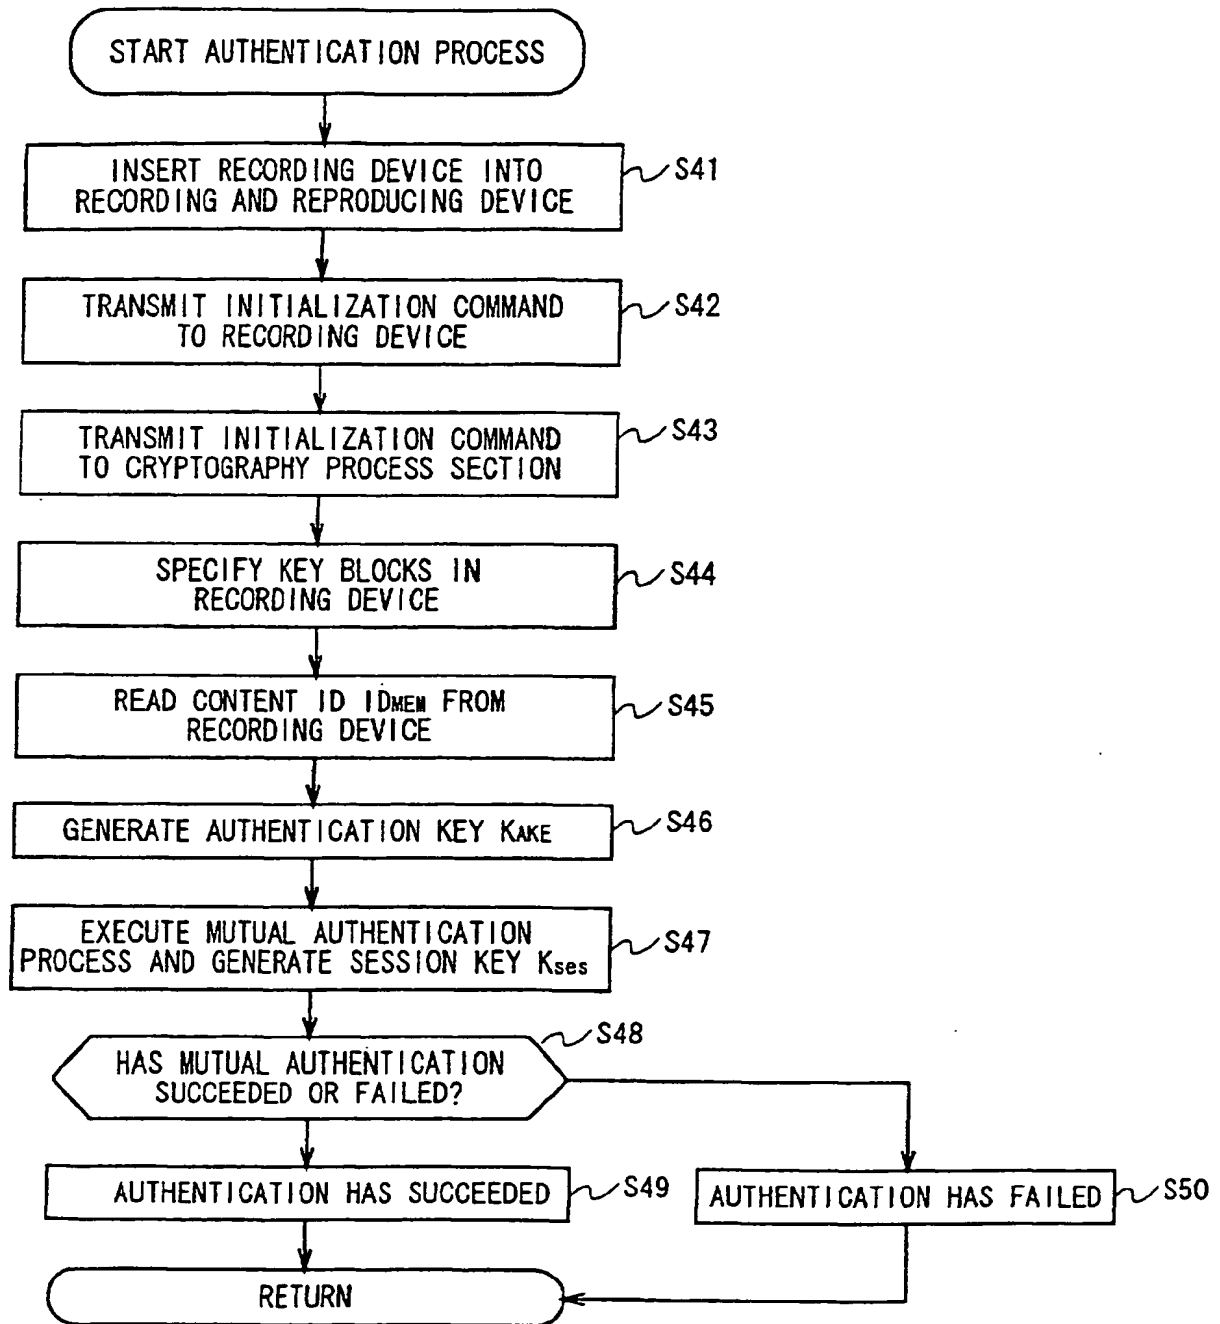 START AUTHENTICATION PROCESS
INSERT RECORDING DEVICE INTO
RECORDING AND REPRODUCING DEVICE
S41
TRANSMIT INITIALIZATION COMMAND
TO RECORDING DEVICE
S42
TRANSMIT INITIALIZATION COMMAND
TO CRYPTOGRAPHY PROCESS SECTION
S43
SPECIFY KEY BLOCKS IN
RECORDING DEVICE
S44
READ CONTENT ID IDMEM FROM
RECORDING DEVICE
S45
GENERATE AUTHENTICATION KEY KAKE
S46
EXECUTE MUTUAL AUTHENTICATION
PROCESS AND GENERATE SESSION KEY Kses
S47
HAS MUTUAL AUTHENTICATION
SUCCEEDED OR FAILED?
S48
AUTHENTICATION HAS SUCCEEDED
S49
AUTHENTICATION HAS FAILED
S50
RETURN